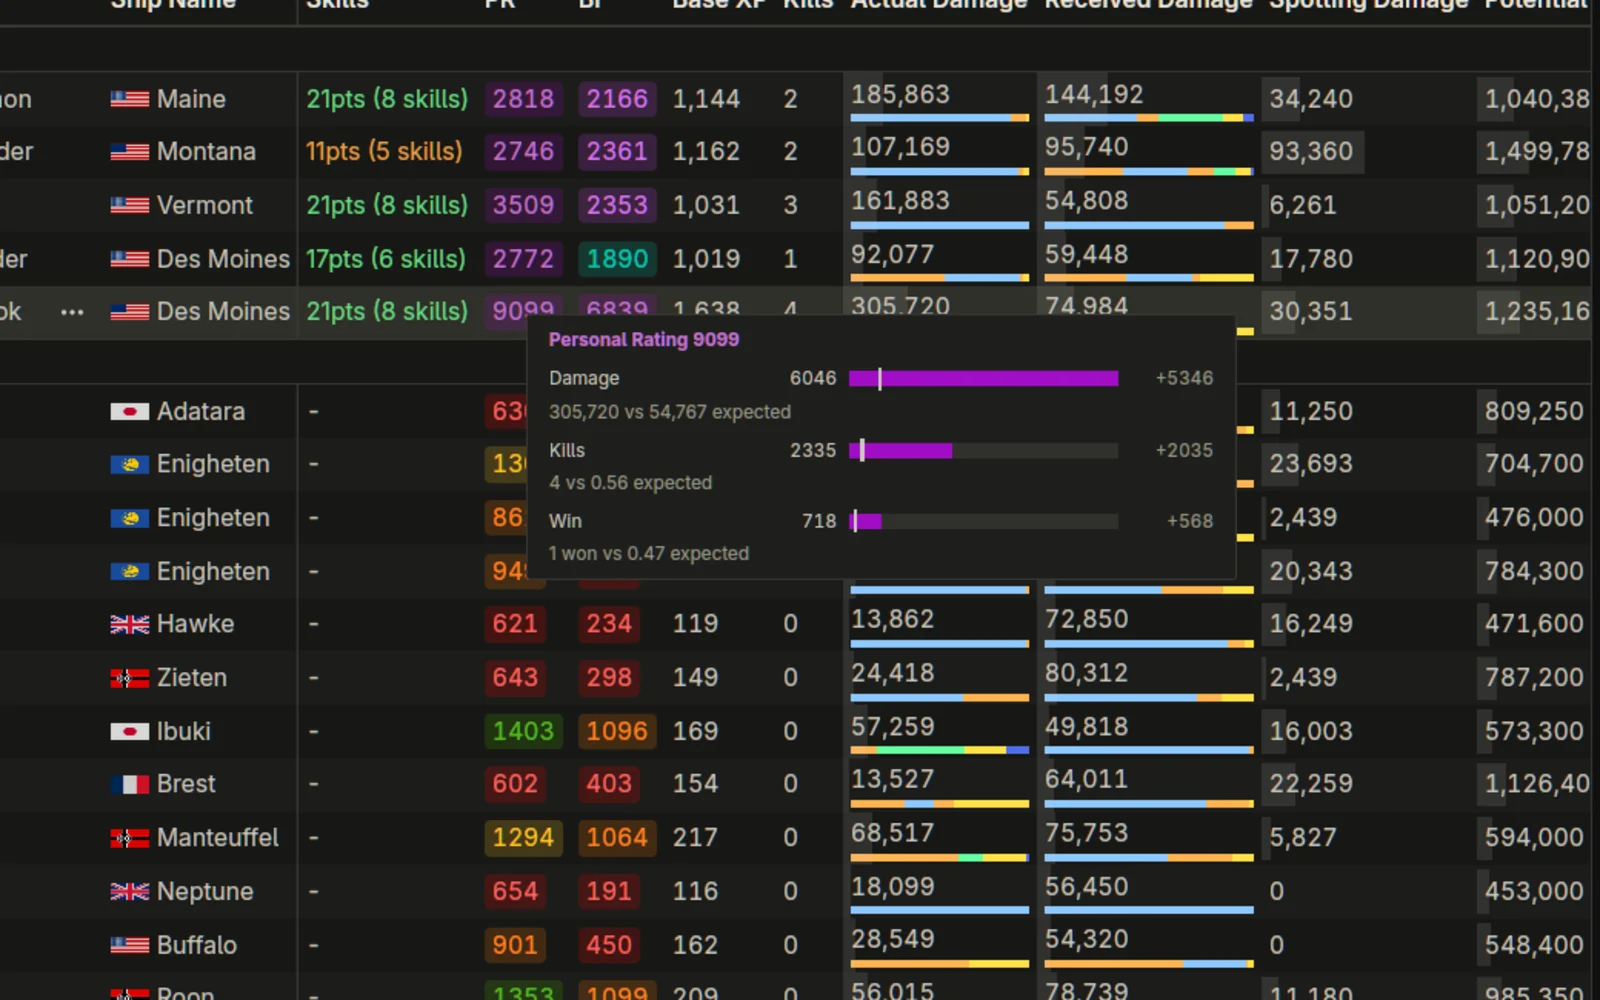 Ship Name Skills PR BI Base XP Kills Actual Damage Received Damage Spotting Damage Potential
on Maine 21pts (8 skills) 2818 2166 1,144 2 185,863 144,192 34,240 1,040,38
der Montana 11pts (5 skills) 2746 2361 1,162 2 107,169 95,740 93,360 1,499,78
Vermont 21pts (8 skills) 3509 2353 1,031 3 161,883 54,808 6,261 1,051,20
der Des Moines 17pts (6 skills) 2772 1890 1,019 1 92,077 59,448 17,780 1,120,90
ok ••• Des Moines 21pts (8 skills) 9099 6839 1,638 4 305,720 74,984 30,351 1,235,16
Personal Rating 9099
Damage 6046 +5346
305,720 vs 54,767 expected
Kills 2335 +2035
4 vs 0.56 expected
Win 718 +568
1 won vs 0.47 expected
Adatara - 630 11,250 809,250
Enigheten - 130 23,693 704,700
Enigheten - 86 2,439 476,000
Enigheten - 94 20,343 784,300
Hawke - 621 234 119 0 13,862 72,850 16,249 471,600
Zieten - 643 298 149 0 24,418 80,312 2,439 787,200
Ibuki - 1403 1096 169 0 57,259 49,818 16,003 573,300
Brest - 602 403 154 0 13,527 64,011 22,259 1,126,40
Manteuffel - 1294 1064 217 0 68,517 75,753 5,827 594,000
Neptune - 654 191 116 0 18,099 56,450 0 453,000
Buffalo - 901 450 162 0 28,549 54,320 0 548,400
Roon - 1353 1099 209 0 56,015 78,739 11,180 985,350